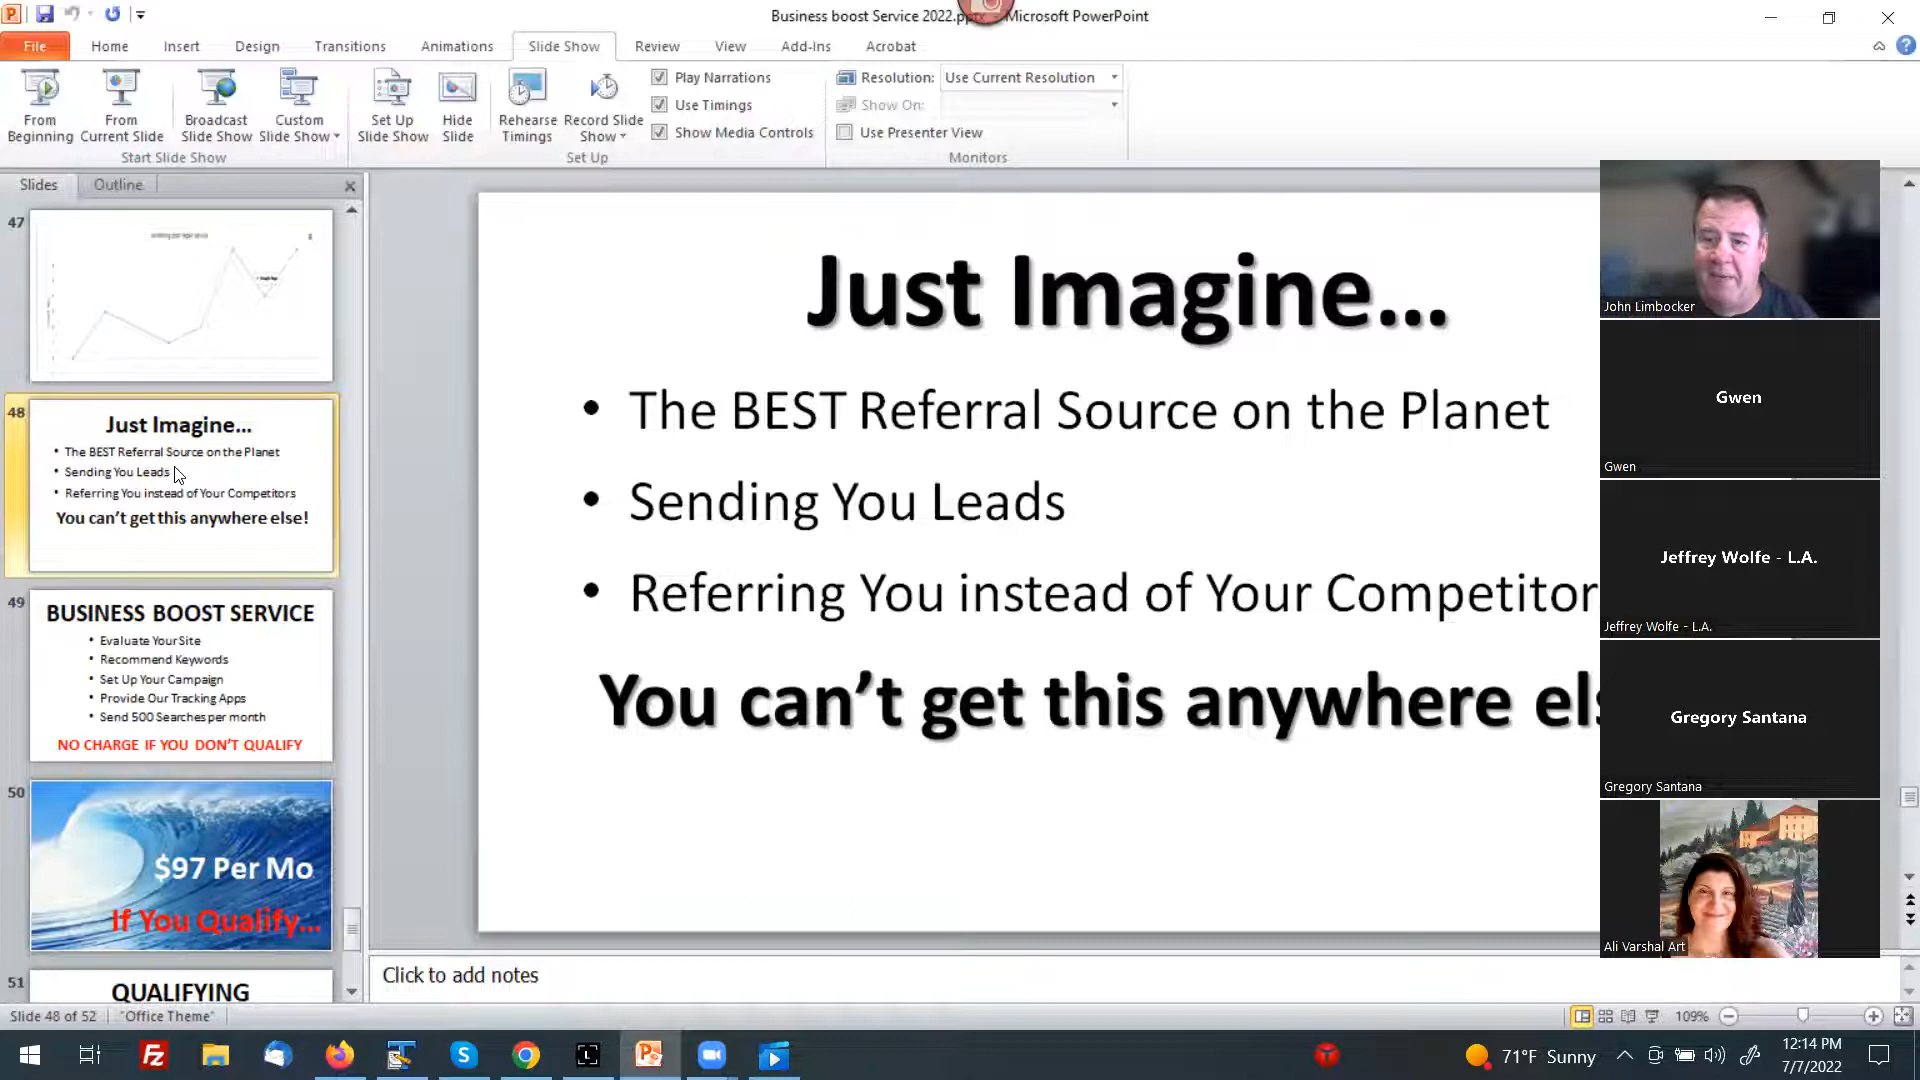 Business boost Service 2022.pptx - Microsoft PowerPoint
File Home Insert Design Transitions Animations Slide Show Review View Add-Ins Acrobat
From Beginning
From Current Slide
Broadcast Slide Show
Custom Slide Show
Set Up Slide Show
Hide Slide
Rehearse Timings
Record Slide Show
Play Narrations
Use Timings
Show Media Controls
Resolution: Use Current Resolution
Show On:
Use Presenter View
Start Slide Show
Set Up
Monitors
Slides Outline
47
48
Just Imagine...
• The BEST Referral Source on the Planet
• Sending You Leads
• Referring You instead of Your Competitors
You can't get this anywhere else!
49
BUSINESS BOOST SERVICE
• Evaluate Your Site
• Recommend Keywords
• Set Up Your Campaign
• Provide Our Tracking Apps
• Send 500 Searches per month
NO CHARGE IF YOU DON'T QUALIFY
50
$97 Per Mo
If You Qualify...
51
QUALIFYING
Just Imagine...
• The BEST Referral Source on the Planet
• Sending You Leads
• Referring You instead of Your Competitor
You can't get this anywhere els
Click to add notes
John Limbocker
Gwen
Gwen
Jeffrey Wolfe - L.A.
Jeffrey Wolfe - L.A.
Gregory Santana
Gregory Santana
Ali Varshal Art
Slide 48 of 52 "Office Theme"
109%
71°F Sunny
12:14 PM
7/7/2022